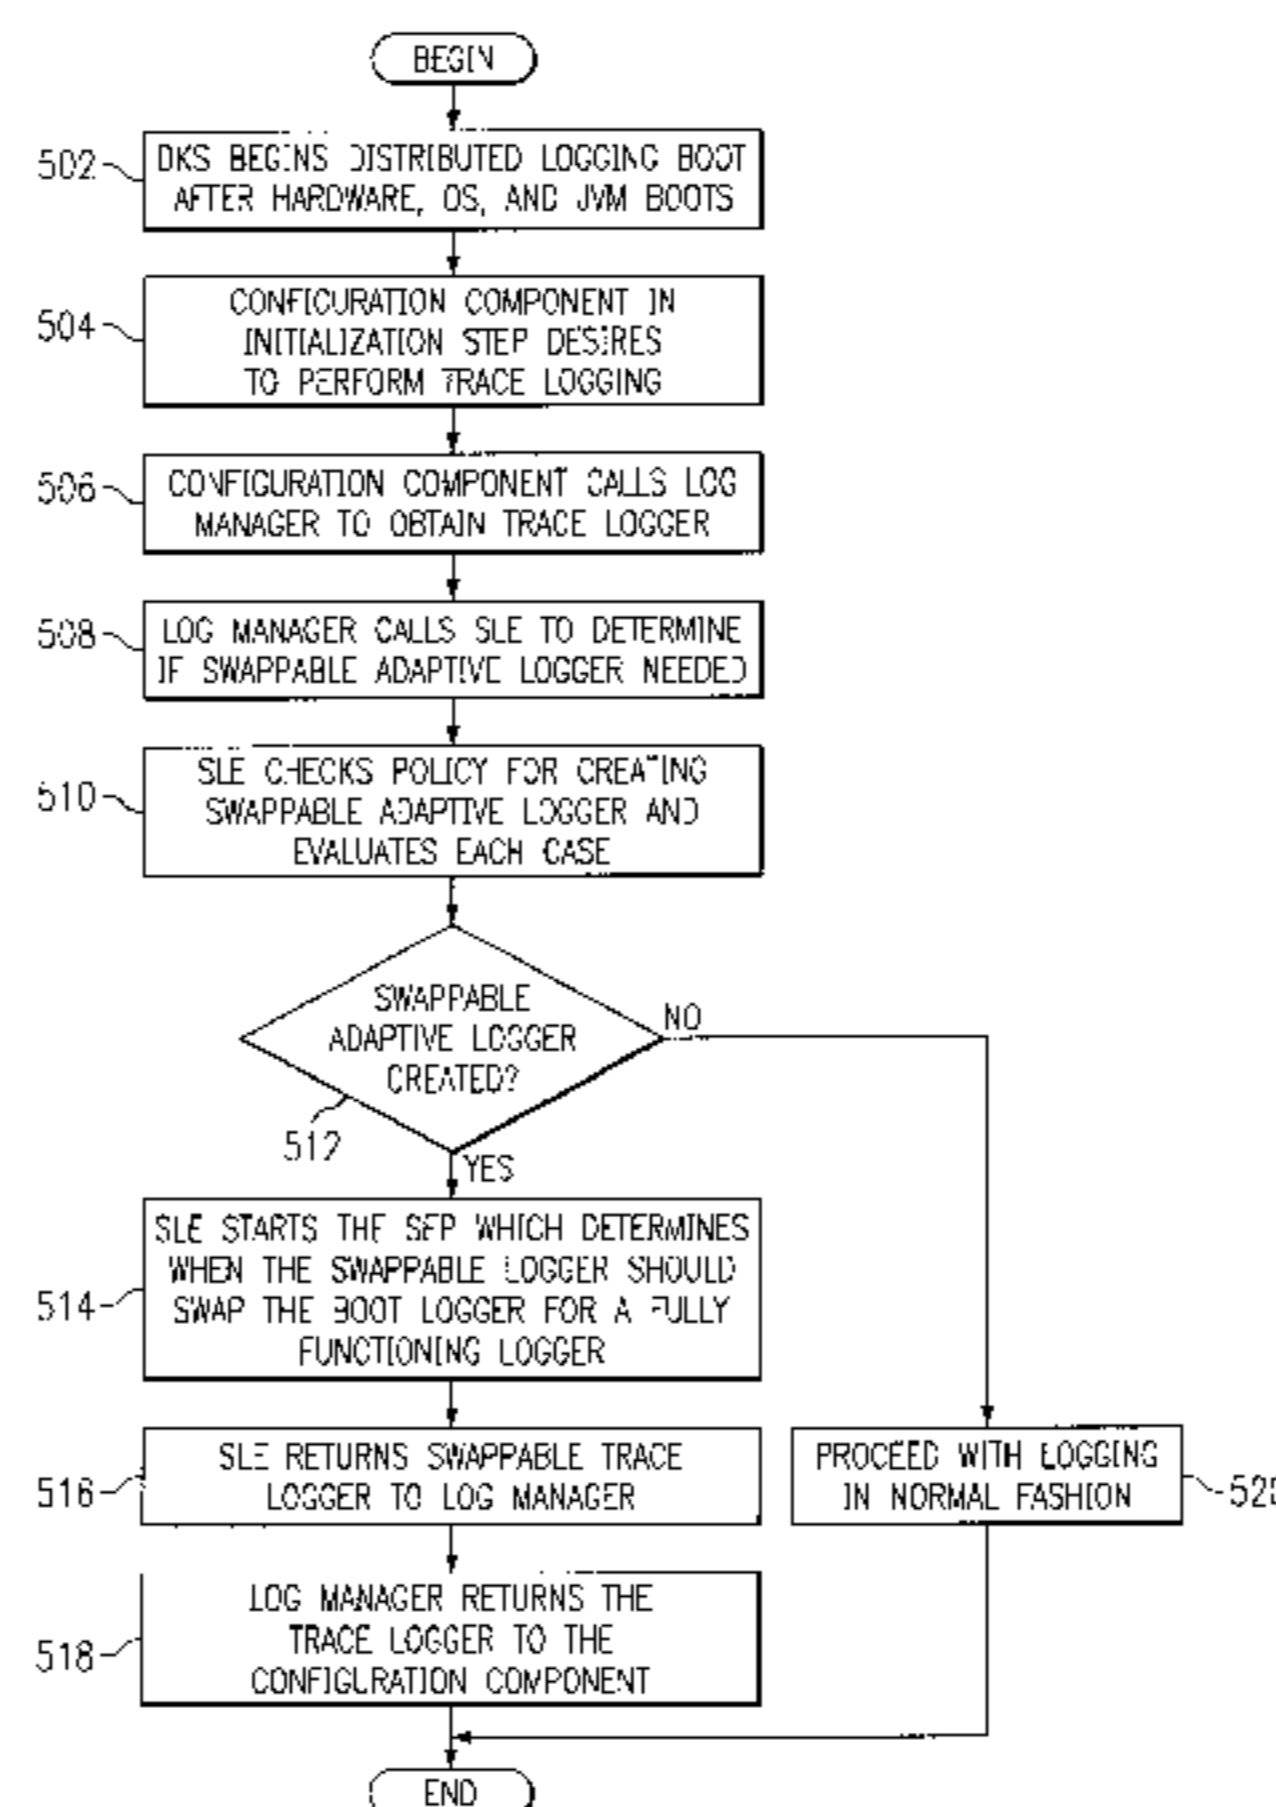 BEGIN
502
DKS BEGINS DISTRIBUTED LOGGING BOOT
AFTER HARDWARE, OS, AND JVM BOOTS
504
CONFIGURATION COMPONENT IN
INITIALIZATION STEP DESIRES
TO PERFORM TRACE LOGGING
506
CONFIGURATION COMPONENT CALLS LOG
MANAGER TO OBTAIN TRACE LOGGER
508
LOG MANAGER CALLS SLE TO DETERMINE
IF SWAPPABLE ADAPTIVE LOGGER NEEDED
510
SLE CHECKS POLICY FOR CREATING
SWAPPABLE ADAPTIVE LOGGER AND
EVALUATES EACH CASE
SWAPPABLE
ADAPTIVE LOGGER
CREATED?
NO
512
YES
514
SLE STARTS THE SEP WHICH DETERMINES
WHEN THE SWAPPABLE LOGGER SHOULD
SWAP THE BOOT LOGGER FOR A FULLY
FUNCTIONING LOGGER
516
SLE RETURNS SWAPPABLE TRACE
LOGGER TO LOG MANAGER
PROCEED WITH LOGGING
IN NORMAL FASHION
520
518
LOG MANAGER RETURNS THE
TRACE LOGGER TO THE
CONFIGURATION COMPONENT
END